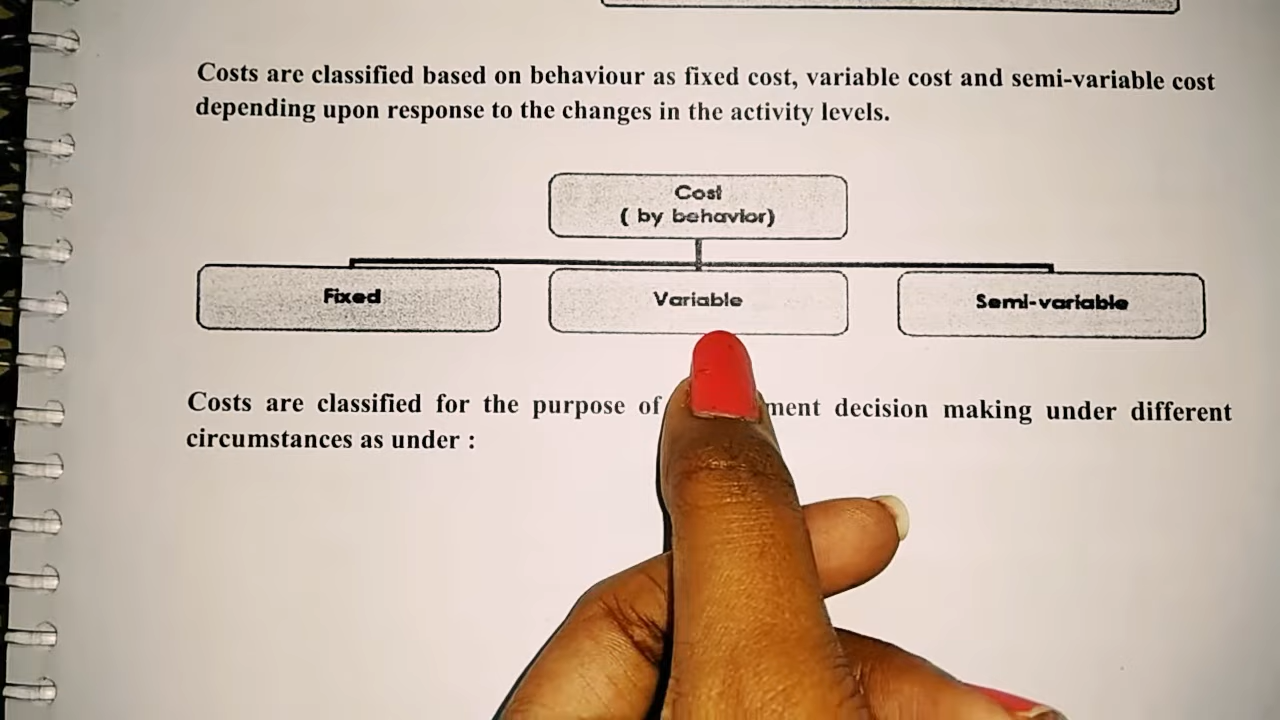 Costs are classified based on behaviour as fixed cost, variable cost and semi-variable cost
depending upon response to the changes in the activity levels.
Cost
( by behavior)
Fixed
Variable
Semi-variable
Costs are classified for the purpose of decision making under different
circumstances as under :